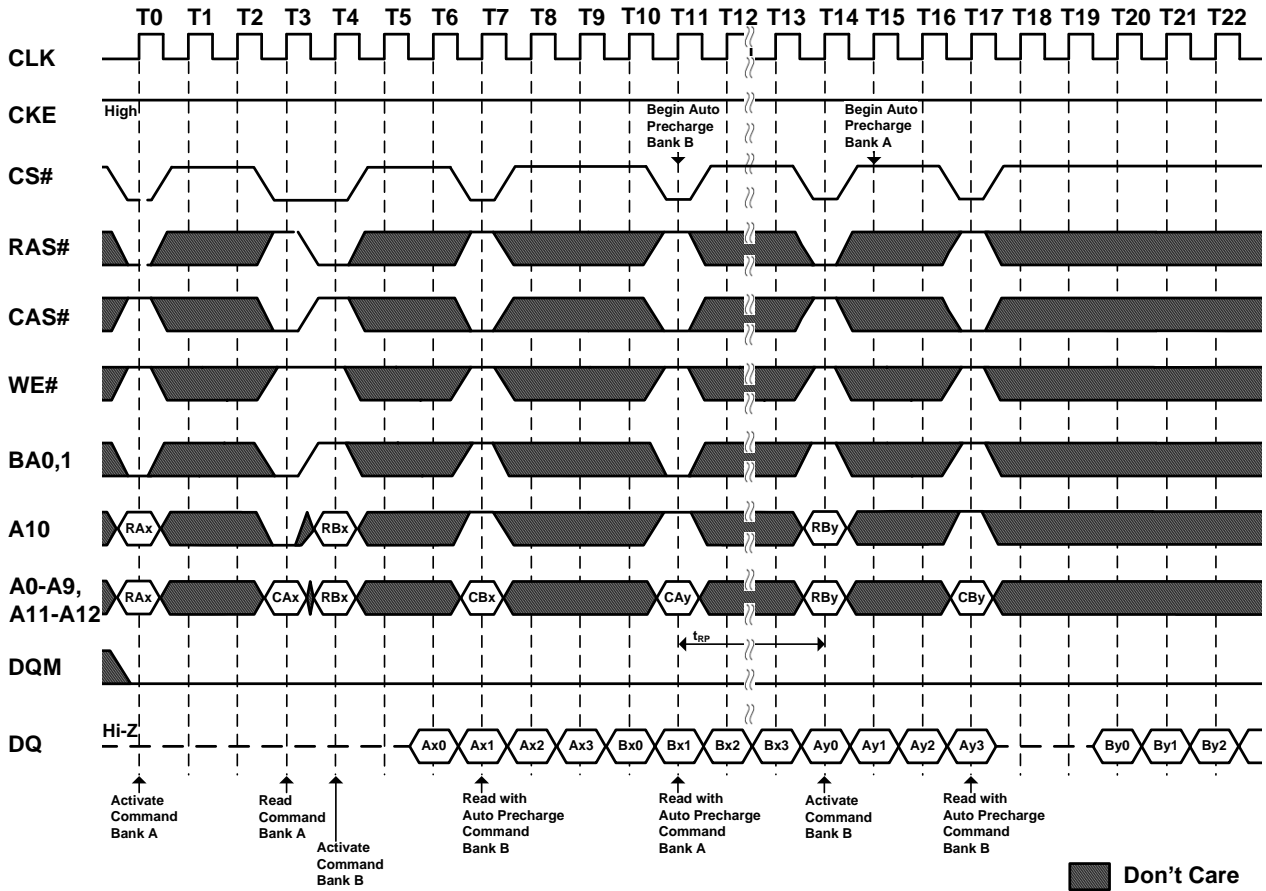 T0 T1 T2 T3 T4 T5 T6 T7 T8 T9 T10 T11 T12 T13 T14 T15 T16 T17 T18 T19 T20 T21 T22
CLK
CKE
High
Begin Auto
Precharge
Bank B
Begin Auto
Precharge
Bank A
CS#
RAS#
CAS#
WE#
BA0,1
A10
RAx RBx RBy
A0-A9,
A11-A12
RAx CAx RBx CBx CAy RBy CBy
tRP
DQM
DQ
Hi-Z
Ax0 Ax1 Ax2 Ax3 Bx0 Bx1 Bx2 Bx3 Ay0 Ay1 Ay2 Ay3 By0 By1 By2
Activate
Command
Bank A
Read
Command
Bank A
Activate
Command
Bank B
Read with
Auto Precharge
Command
Bank B
Read with
Auto Precharge
Command
Bank A
Activate
Command
Bank B
Read with
Auto Precharge
Command
Bank B
Don't Care